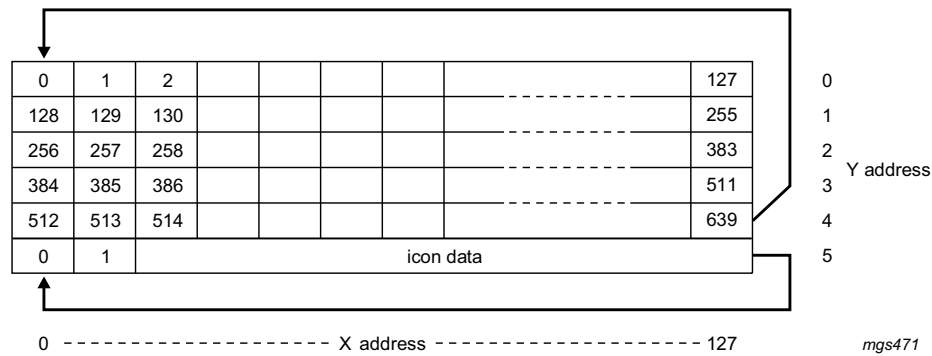 0 1 2 127 0
128 129 130 255 1
256 257 258 383 2
Y address
384 385 386 511 3
512 513 514 639 4
0 1 icon data 5
0 X address 127 mgs471